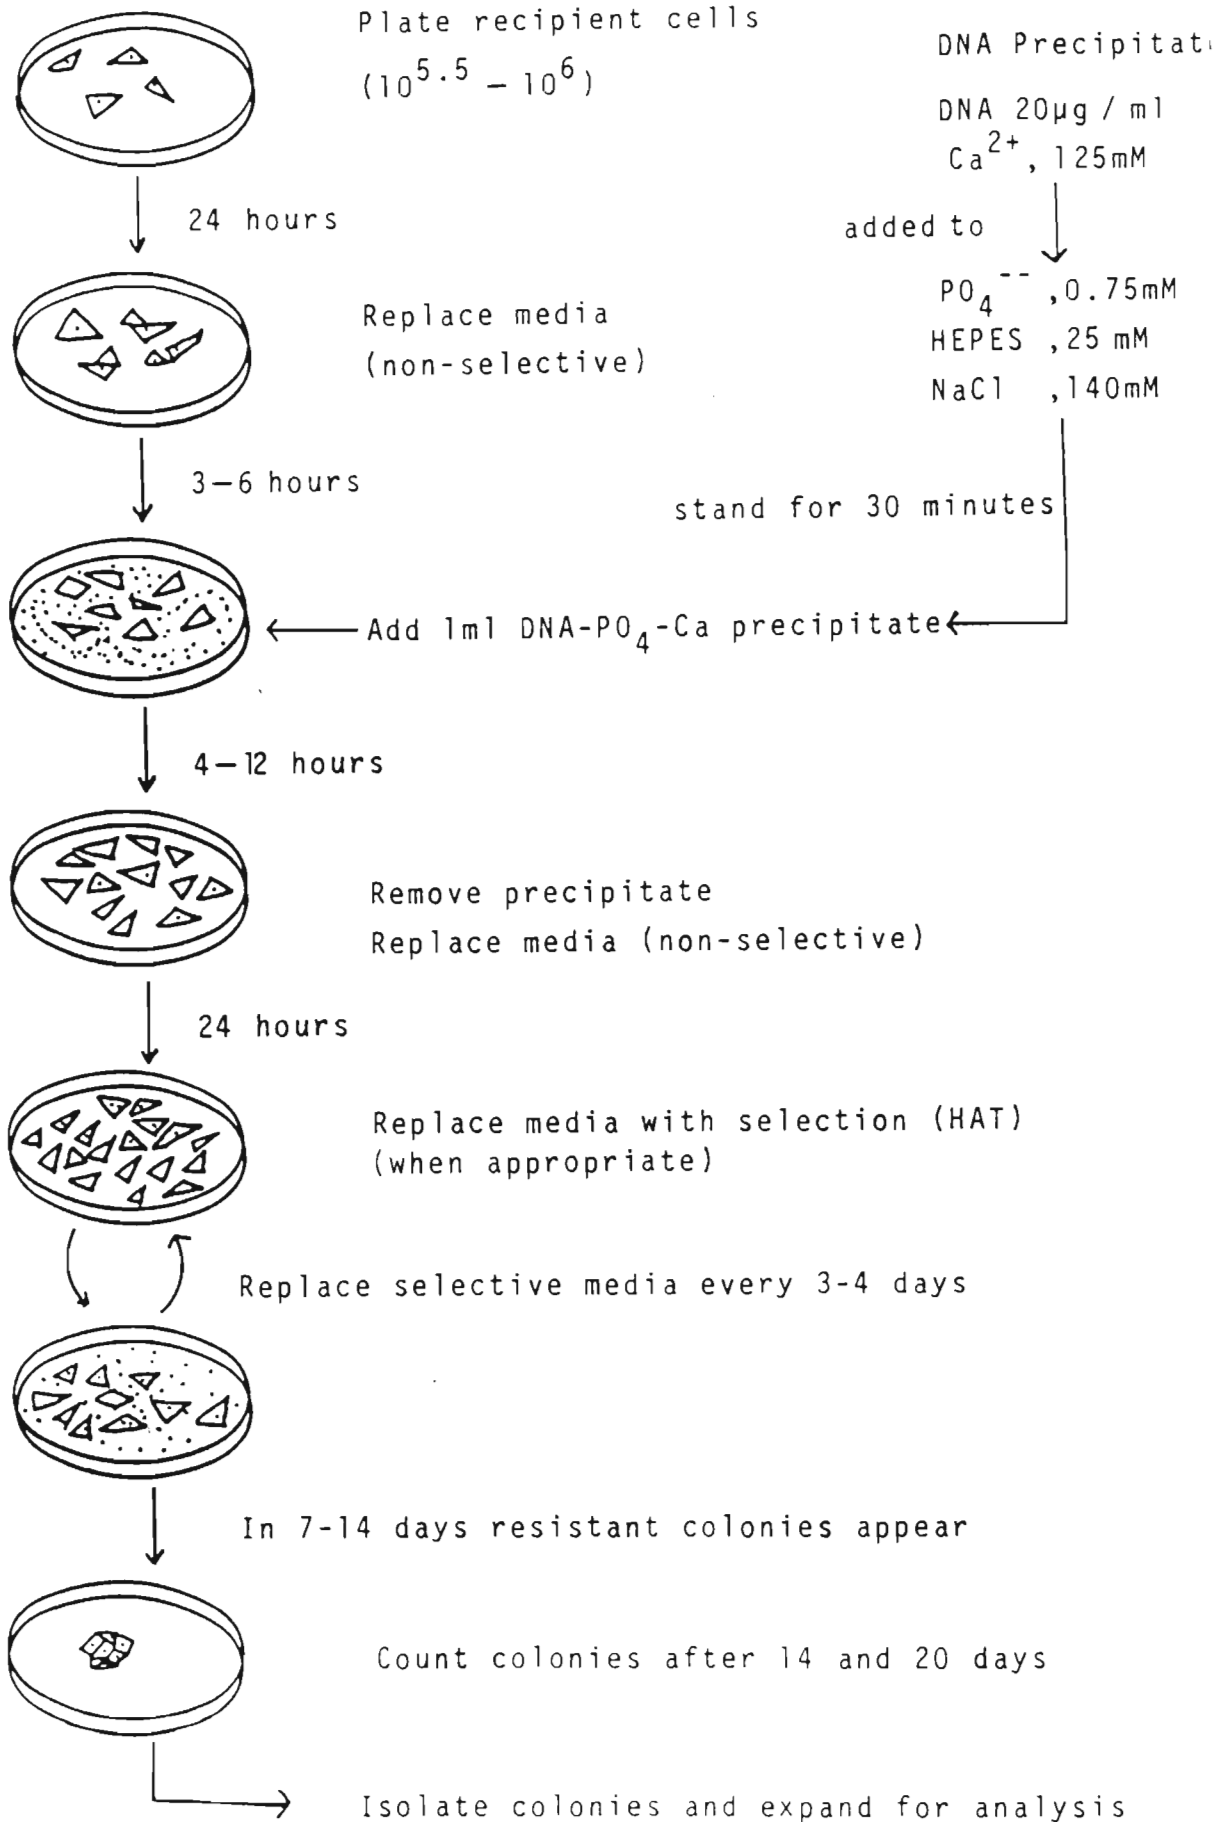 Plate recipient cells
(10^5.5 – 10^6)
DNA Precipitat
DNA 20µg / ml
Ca^2+, 125mM
24 hours
added to
PO4^-- ,0.75mM
HEPES ,25 mM
NaCl ,140mM
Replace media
(non-selective)
3–6 hours
stand for 30 minutes
Add 1ml DNA-PO4-Ca precipitate
4–12 hours
Remove precipitate
Replace media (non-selective)
24 hours
Replace media with selection (HAT)
(when appropriate)
Replace selective media every 3-4 days
In 7-14 days resistant colonies appear
Count colonies after 14 and 20 days
Isolate colonies and expand for analysis